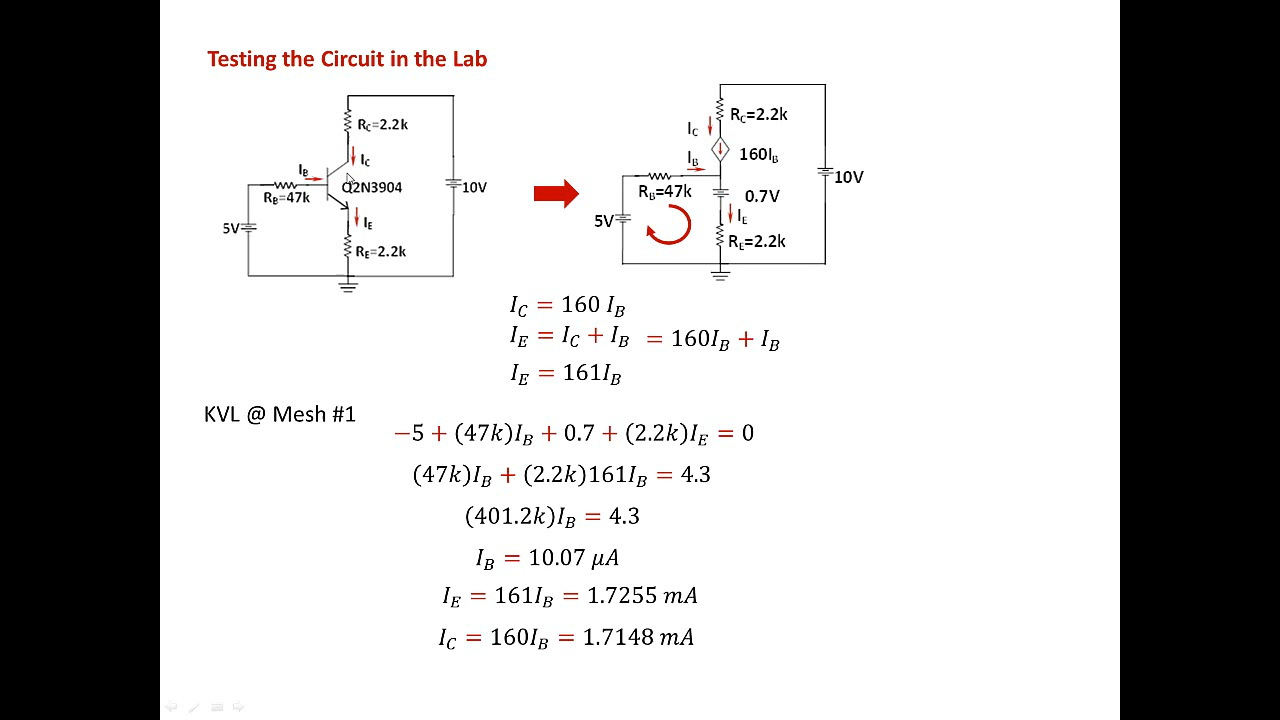 Testing the Circuit in the Lab
R_C=2.2k
I_C
I_B
Q2N3904
R_B=47k
10V
5V
I_E
R_E=2.2k
R_C=2.2k
I_C
160I_B
I_B
R_B=47k
10V
0.7V
5V
I_E
R_E=2.2k
I_C = 160 I_B
I_E = I_C + I_B = 160I_B + I_B
I_E = 161I_B
KVL @ Mesh #1
−5 + (47k)I_B + 0.7 + (2.2k)I_E = 0
(47k)I_B + (2.2k)161I_B = 4.3
(401.2k)I_B = 4.3
I_B = 10.07 μA
I_E = 161I_B = 1.7255 mA
I_C = 160I_B = 1.7148 mA